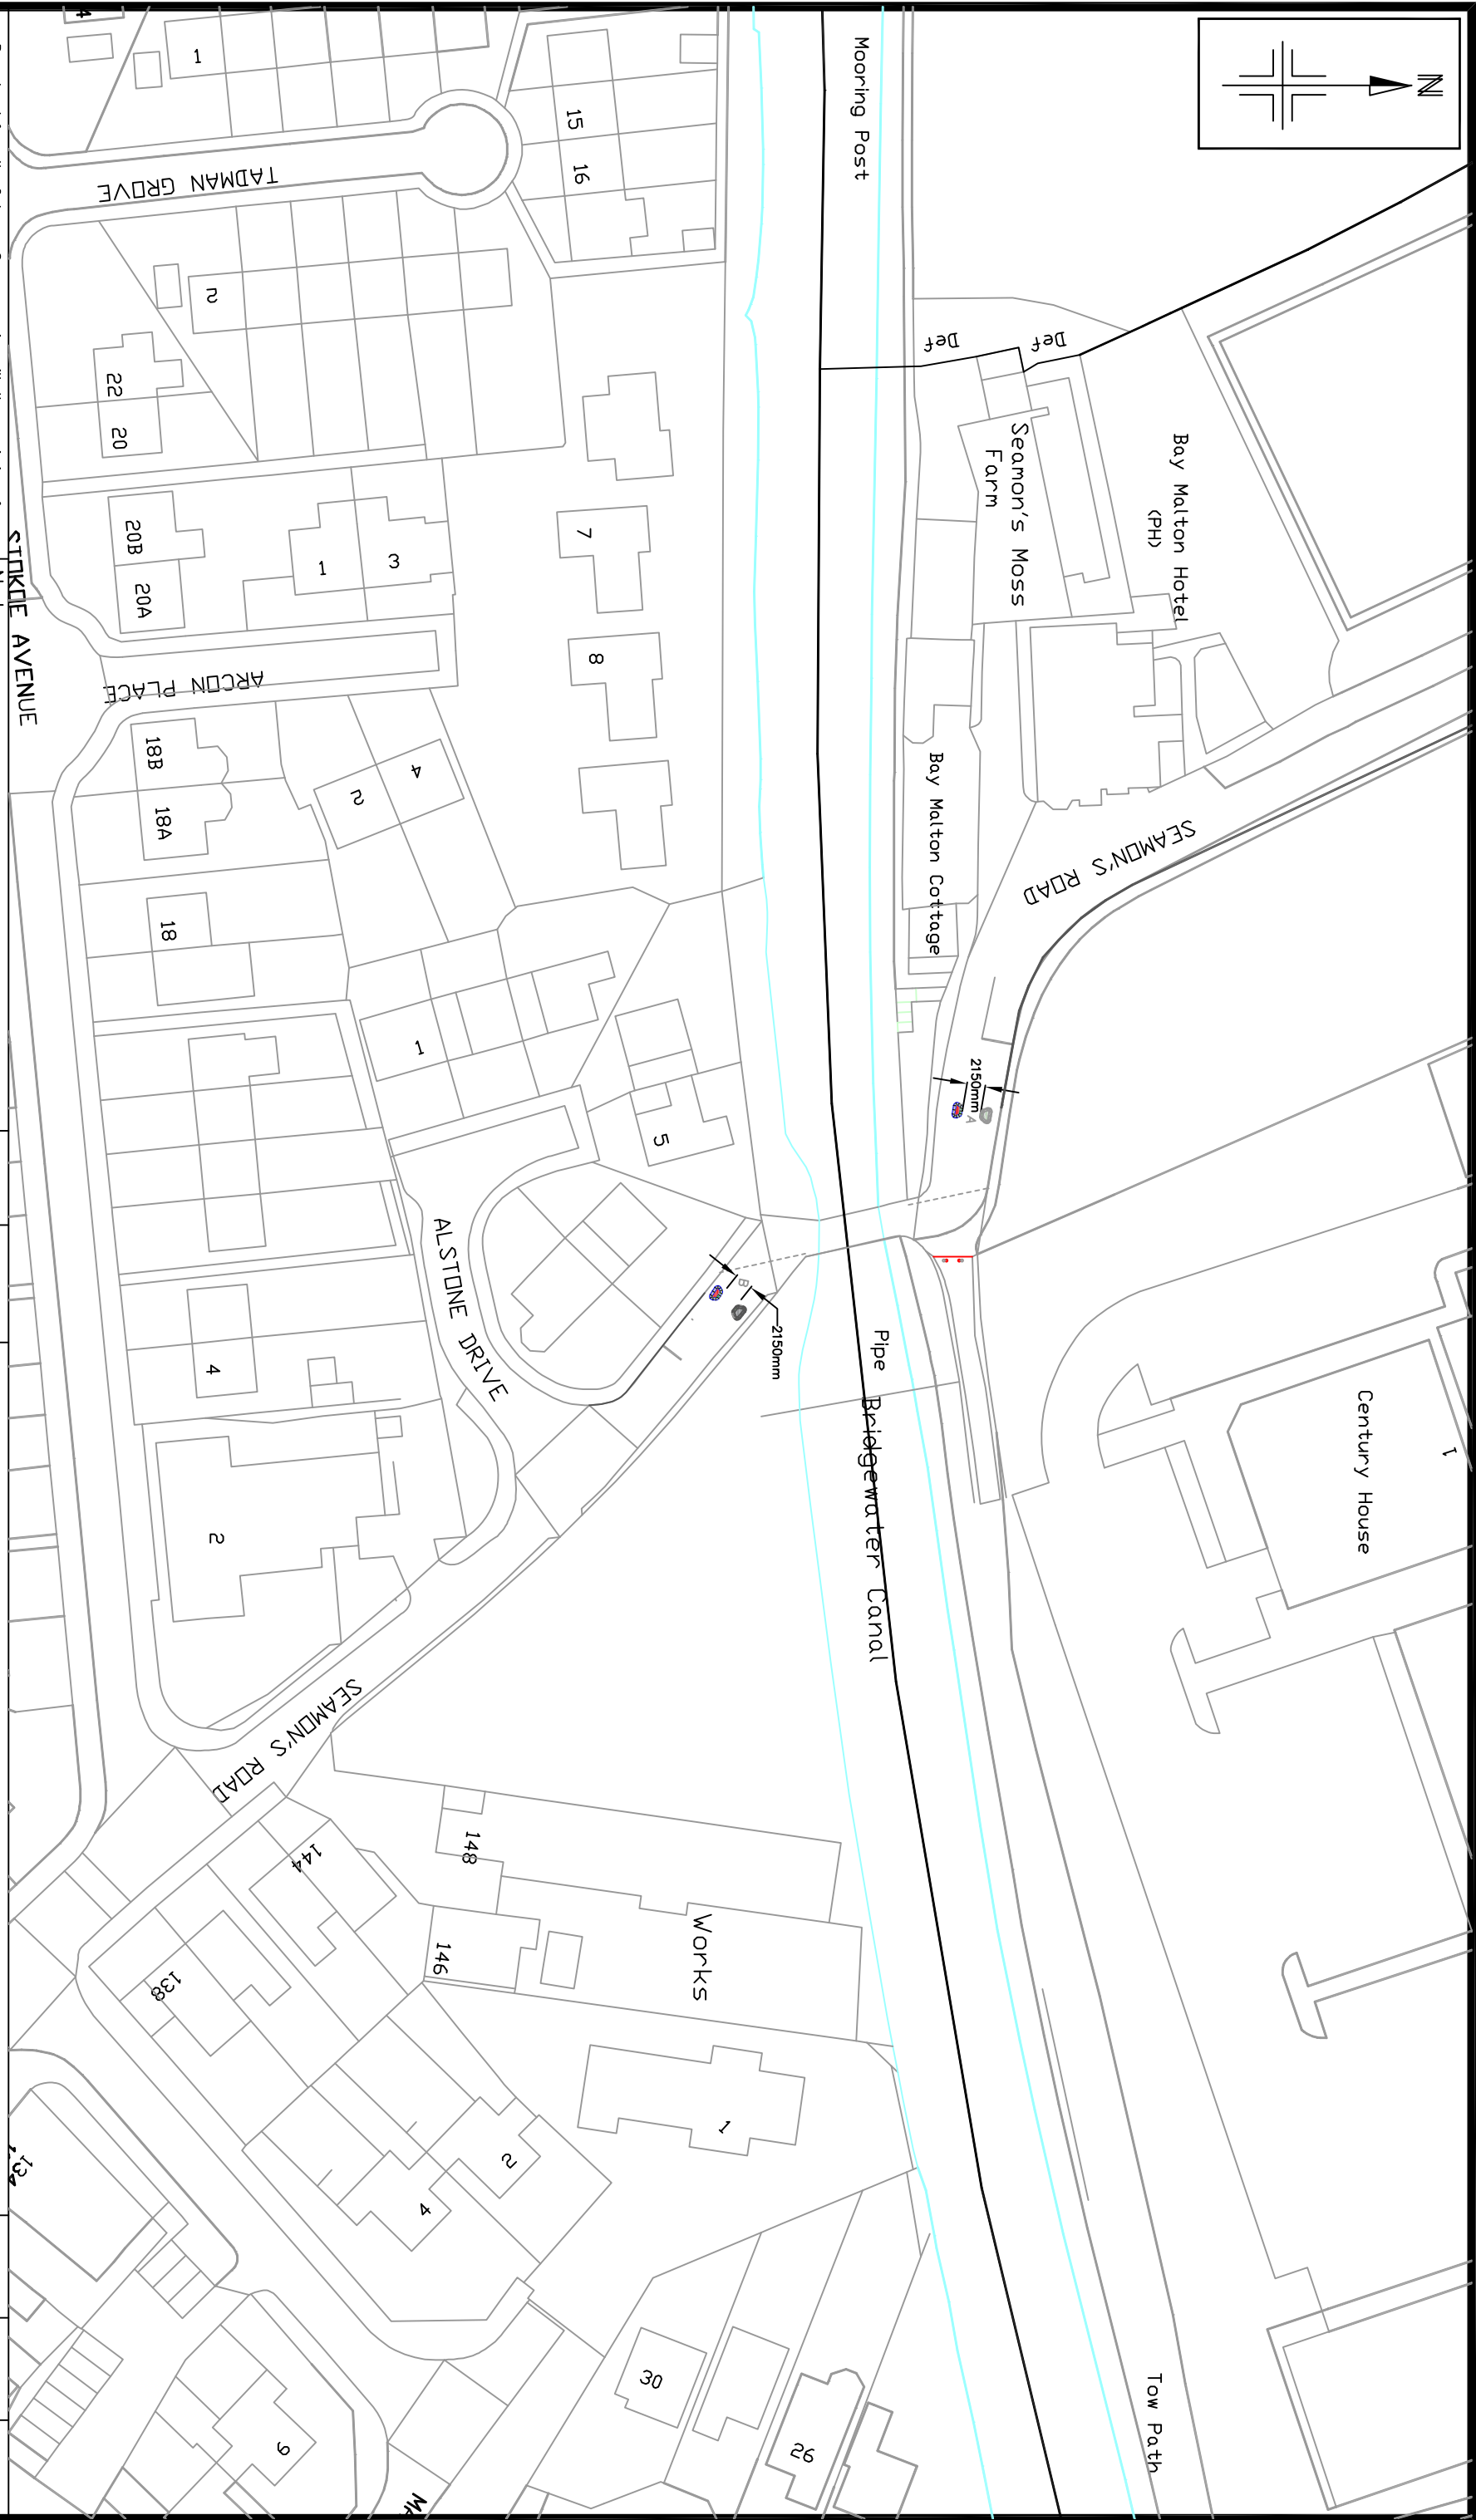 N
Mooring Post
Def
Def
Seamon's Moss
Farm
Bay Malton Hotel
(PH)
Bay Malton Cottage
SEAMON'S ROAD
2150mm
A
B
2150mm
Pipe
Bridgewater Canal
Century House
1
Tow Path
TADMAN GROVE
1
15
16
2
22
20
20B
20A
1
3
7
8
STOKOE AVENUE
ARCON PLACE
18B
18A
18
2
4
1
5
ALSTONE DRIVE
4
2
SEAMON'S ROAD
144
148
146
Works
138
1
2
4
134
30
26
9